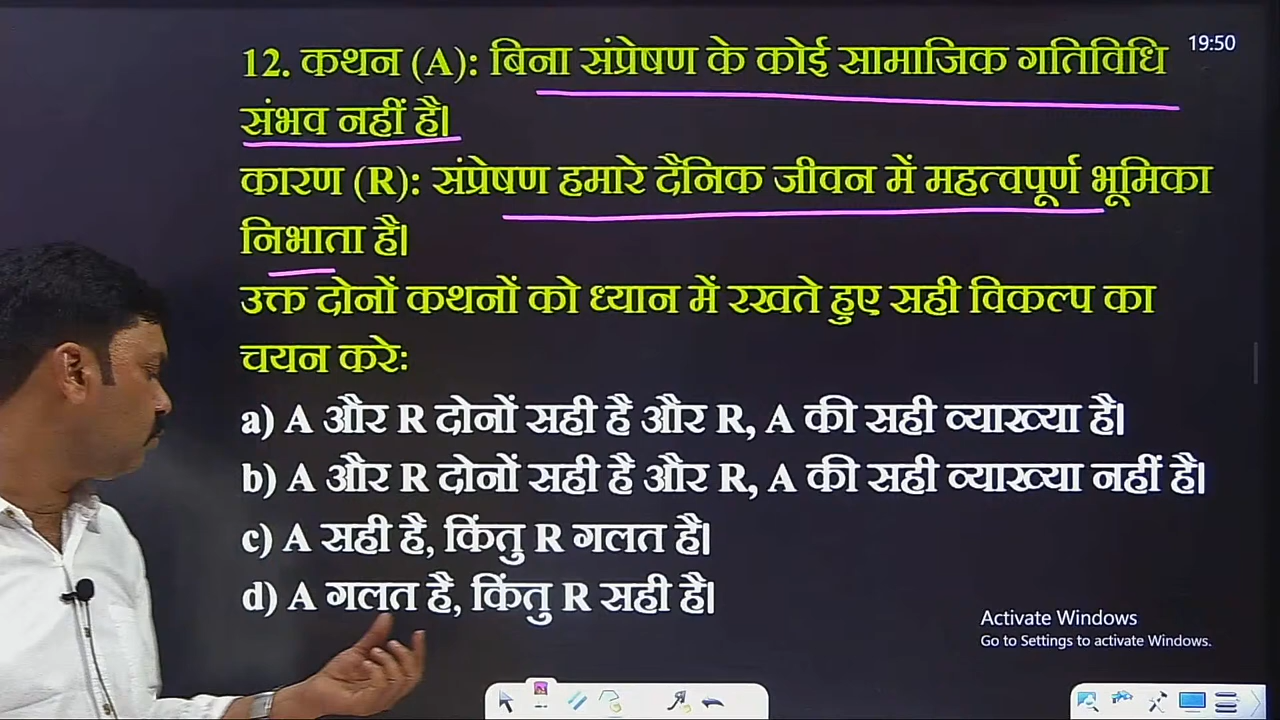 19:50
12. कथन (A): बिना संप्रेषण के कोई सामाजिक गतिविधि
संभव नहीं है।
कारण (R): संप्रेषण हमारे दैनिक जीवन में महत्वपूर्ण भूमिका
निभाता है।
उक्त दोनों कथनों को ध्यान में रखते हुए सही विकल्प का
चयन करेः
a) A और R दोनों सही है और R, A की सही व्याख्या है।
b) A और R दोनों सही है और R, A की सही व्याख्या नहीं है।
c) A सही है, किंतु R गलत है।
d) A गलत है, किंतु R सही है।
Activate Windows
Go to Settings to activate Windows.